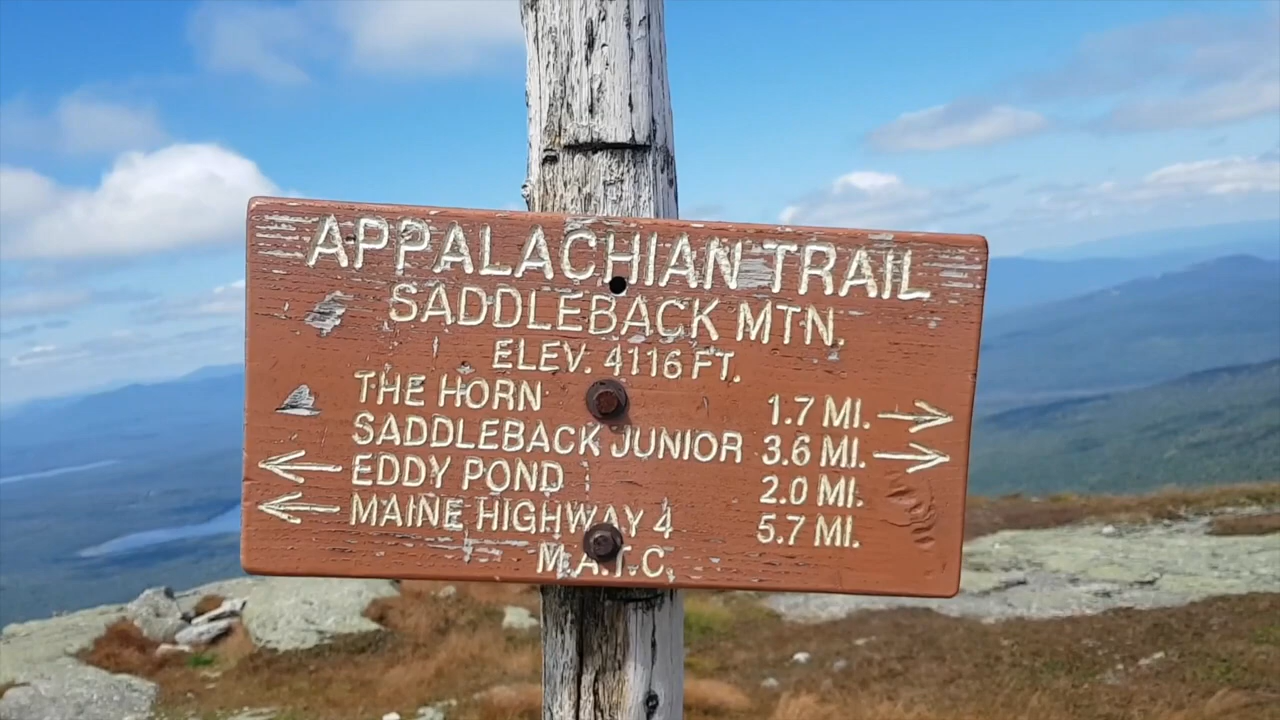 APPALACHIAN TRAIL
SADDLEBACK MTN.
ELEV. 4116 FT.
THE HORN 1.7 MI.
SADDLEBACK JUNIOR 3.6 MI.
EDDY POND 2.0 MI.
MAINE HIGHWAY 4 5.7 MI.
M.A.T.C.